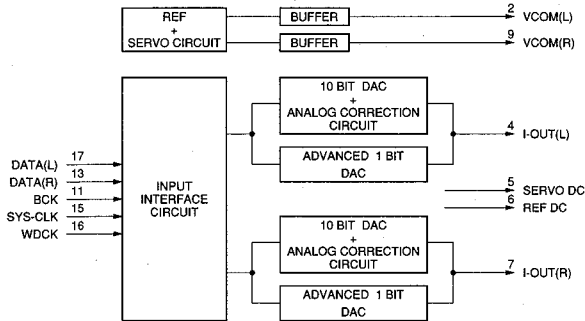 REF
+
SERVO CIRCUIT
BUFFER
2
VCOM(L)
BUFFER
9
VCOM(R)
10 BIT DAC
+
ANALOG CORRECTION
CIRCUIT
4
I-OUT(L)
ADVANCED 1 BIT
DAC
17
DATA(L)
13
DATA(R)
11
BCK
15
SYS-CLK
16
WDCK
INPUT
INTERFACE
CIRCUIT
5
SERVO DC
6
REF DC
10 BIT DAC
+
ANALOG CORRECTION
CIRCUIT
7
I-OUT(R)
ADVANCED 1 BIT
DAC